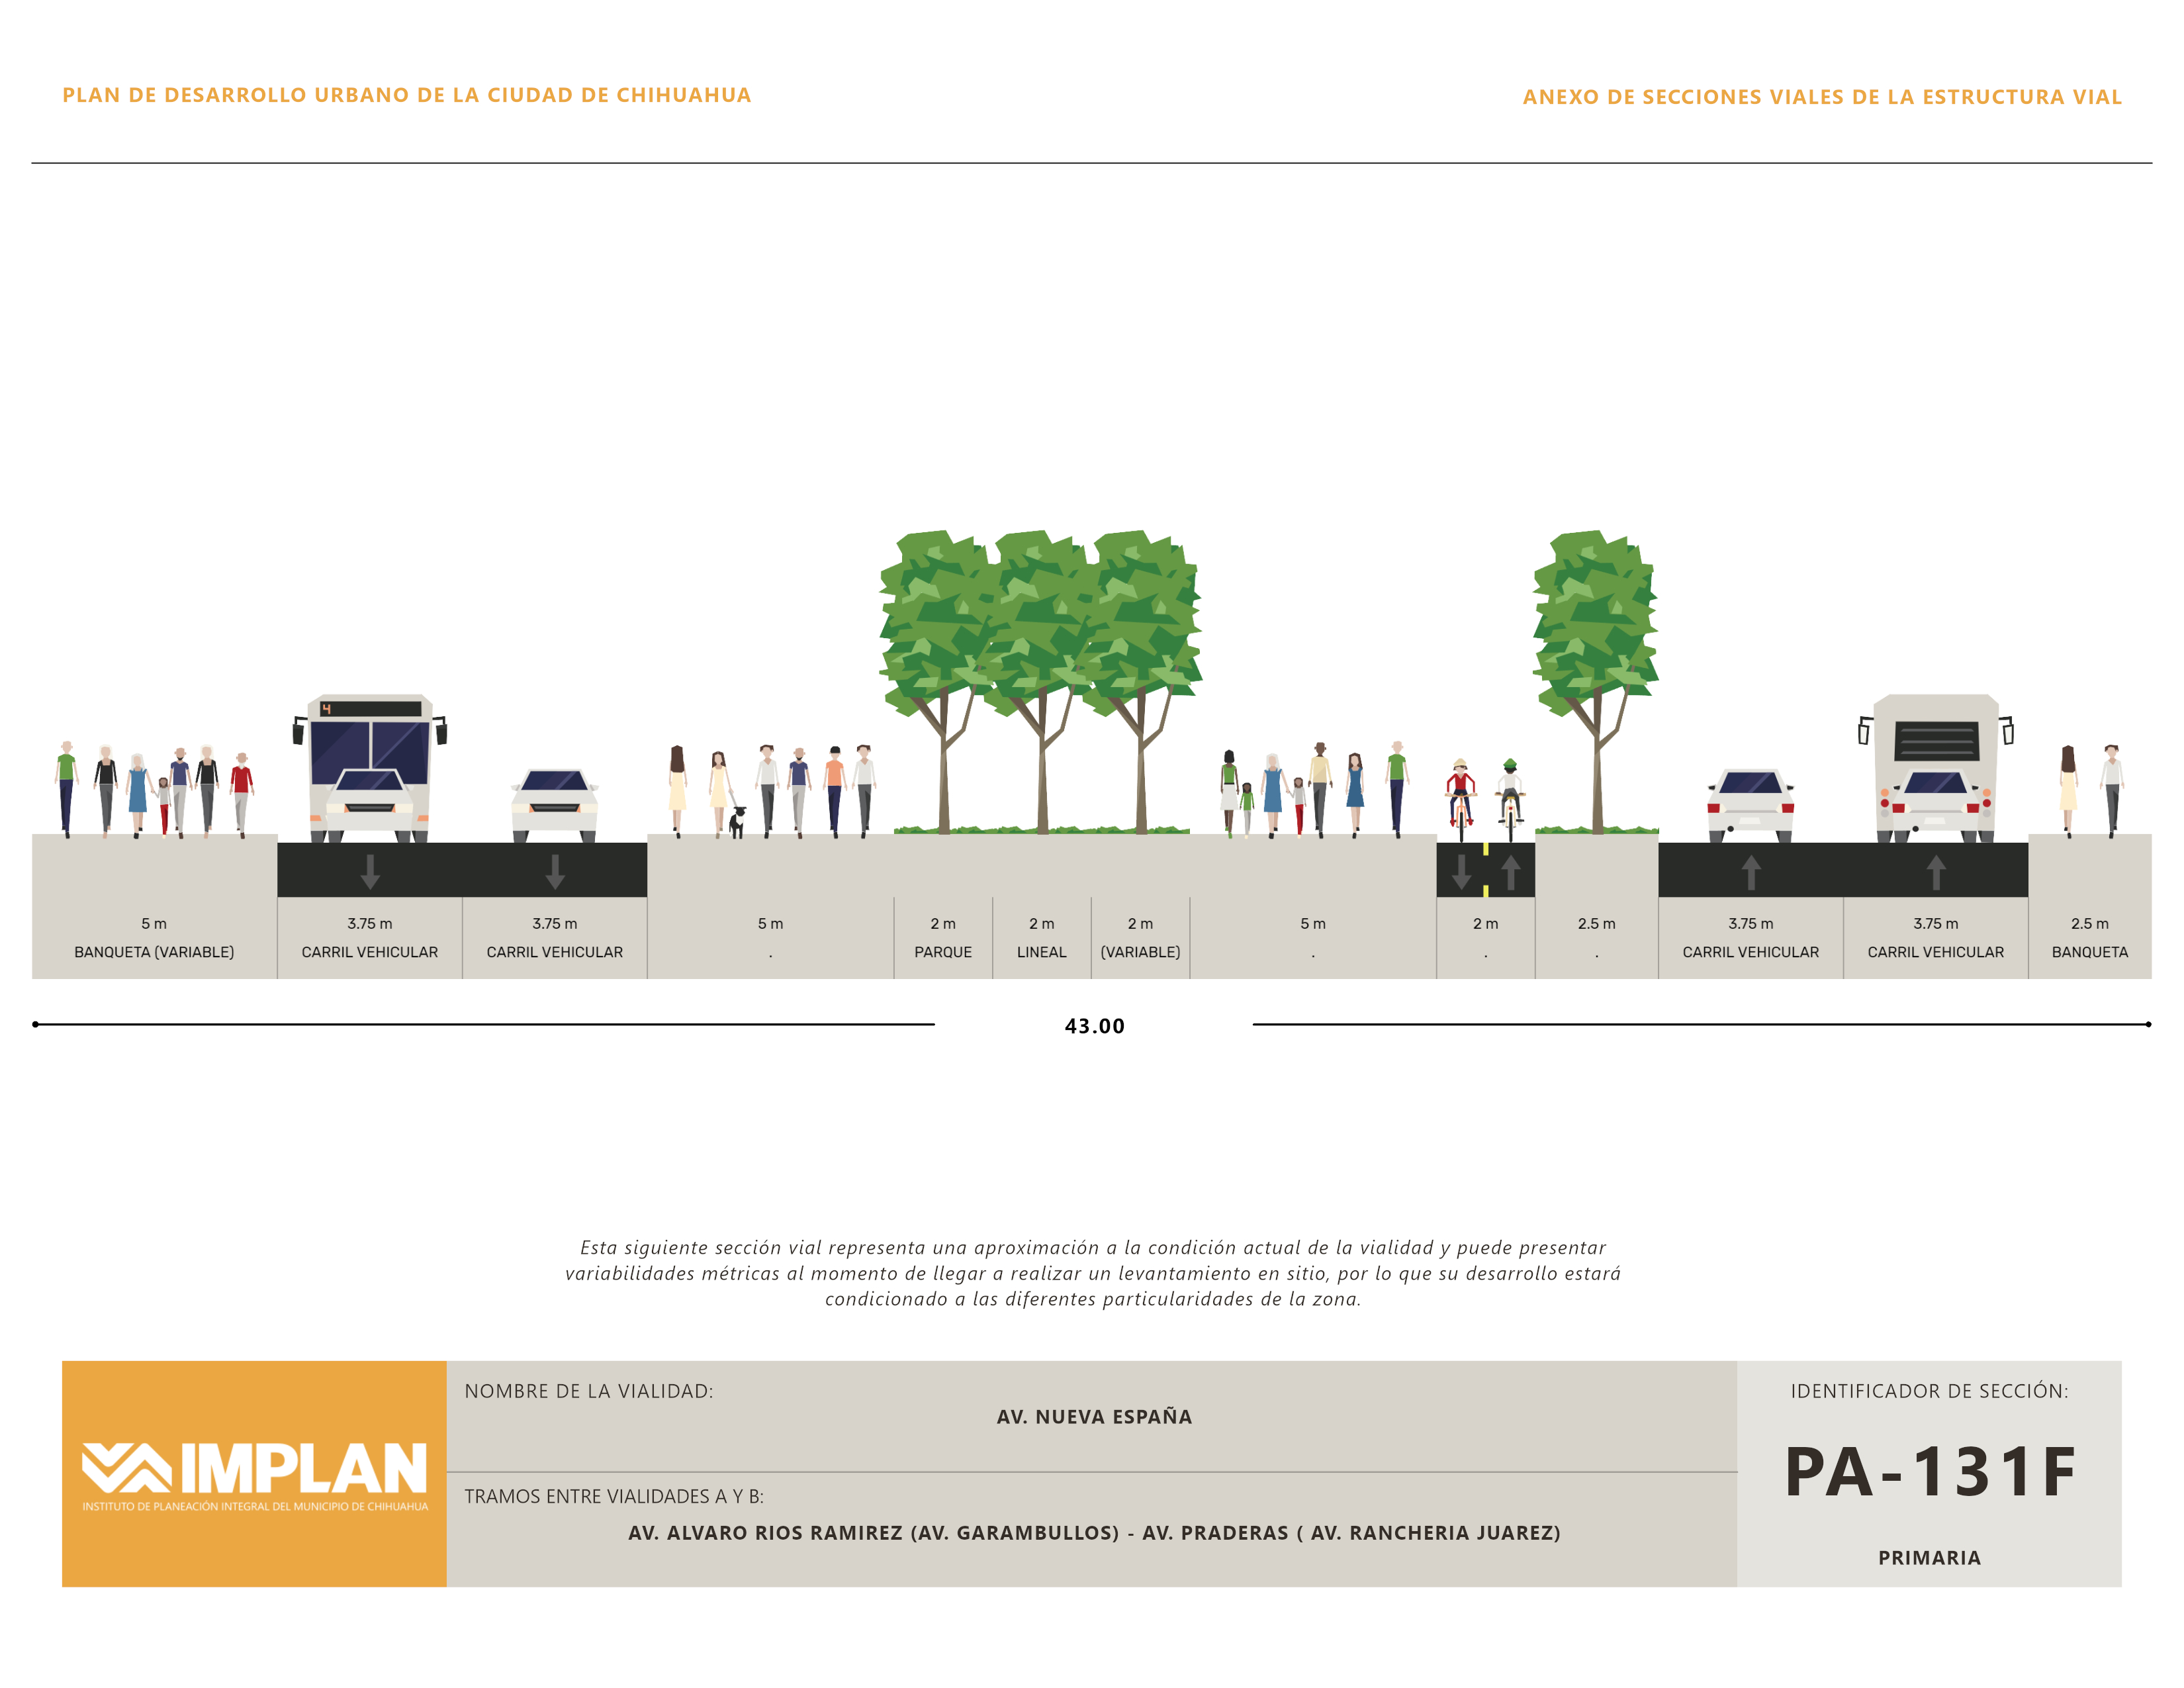 PLAN DE DESARROLLO URBANO DE LA CIUDAD DE CHIHUAHUA
ANEXO DE SECCIONES VIALES DE LA ESTRUCTURA VIAL
4
5 m
BANQUETA (VARIABLE)
3.75 m
CARRIL VEHICULAR
3.75 m
CARRIL VEHICULAR
5 m
.
2 m
PARQUE
2 m
LINEAL
2 m
(VARIABLE)
5 m
.
2 m
.
2.5 m
.
3.75 m
CARRIL VEHICULAR
3.75 m
CARRIL VEHICULAR
2.5 m
BANQUETA
43.00
Esta siguiente sección vial representa una aproximación a la condición actual de la vialidad y puede presentar
variabilidades métricas al momento de llegar a realizar un levantamiento en sitio, por lo que su desarrollo estará
condicionado a las diferentes particularidades de la zona.
IMPLAN
INSTITUTO DE PLANEACIÓN INTEGRAL DEL MUNICIPIO DE CHIHUAHUA
NOMBRE DE LA VIALIDAD:
AV. NUEVA ESPAÑA
TRAMOS ENTRE VIALIDADES A Y B:
AV. ALVARO RIOS RAMIREZ (AV. GARAMBULLOS) - AV. PRADERAS ( AV. RANCHERIA JUAREZ)
IDENTIFICADOR DE SECCIÓN:
PA-131F
PRIMARIA